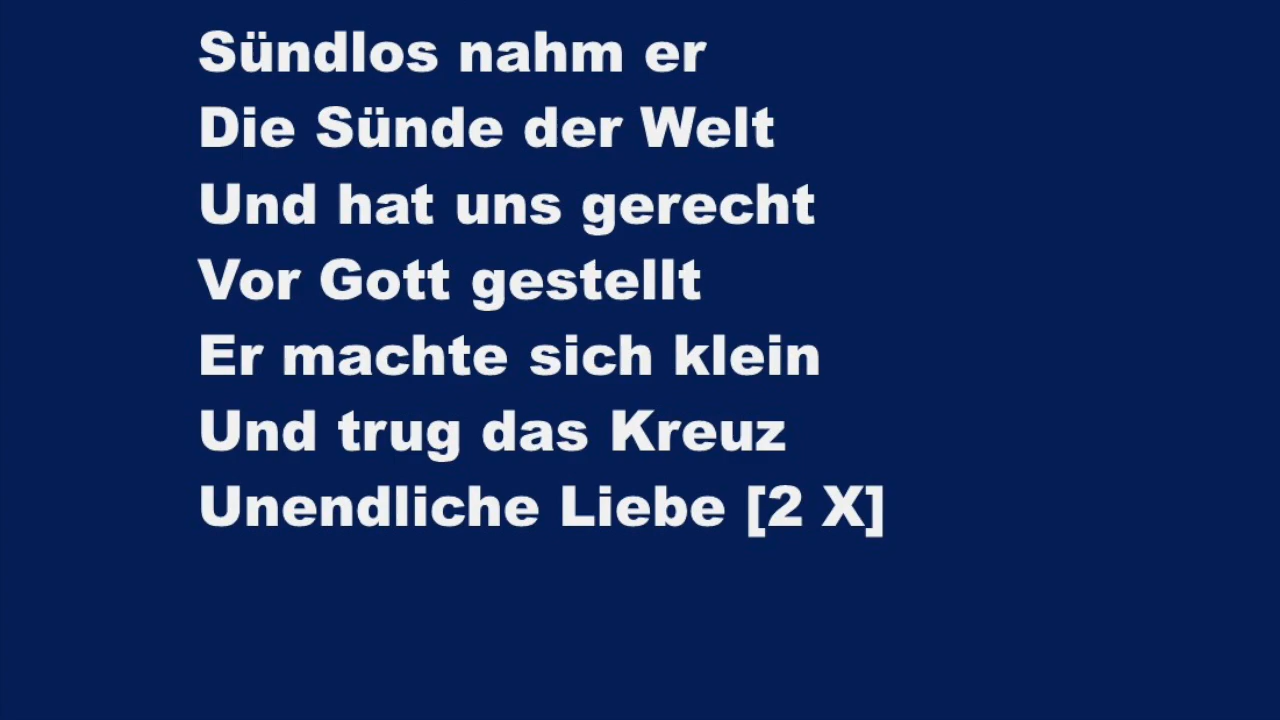 Sündlos nahm er
Die Sünde der Welt
Und hat uns gerecht
Vor Gott gestellt
Er machte sich klein
Und trug das Kreuz
Unendliche Liebe [2 X]